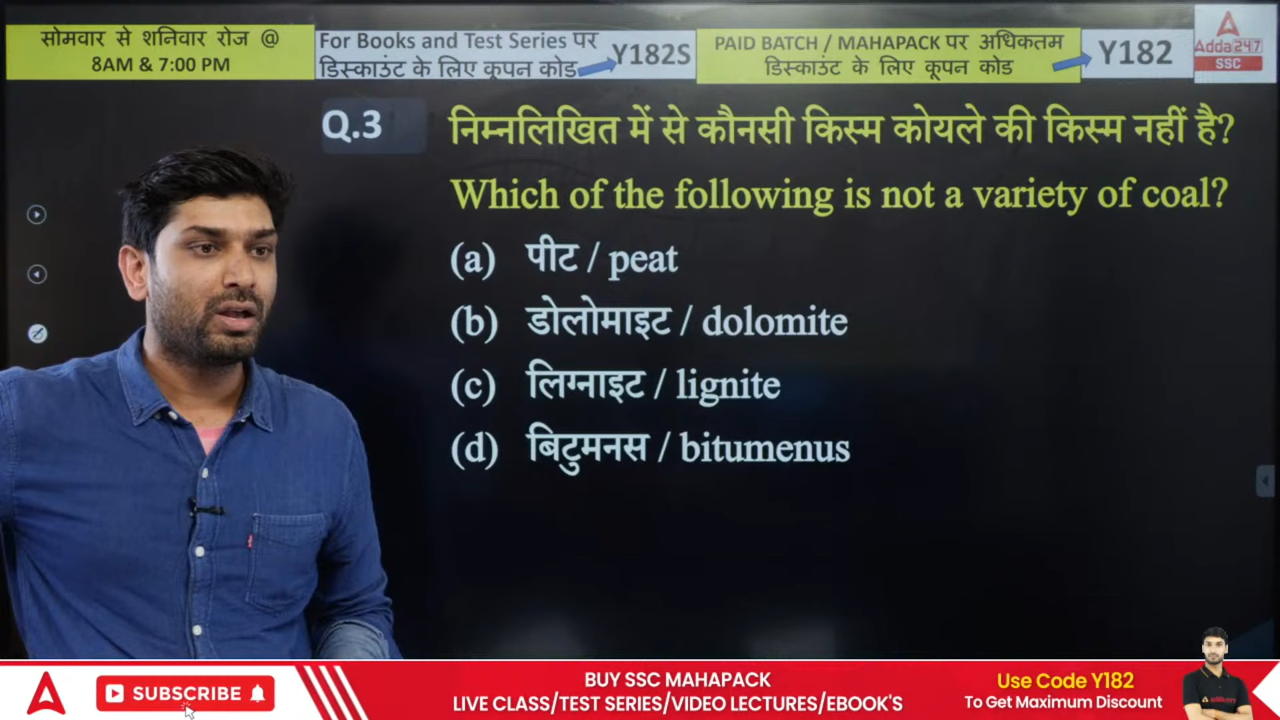 सोमवार से शनिवार रोज @
8AM & 7:00 PM
For Books and Test Series पर
डिस्काउंट के लिए कूपन कोड
Y182S
PAID BATCH / MAHAPACK पर अधिकतम
डिस्काउंट के लिए कूपन कोड
Y182
Adda247
SSC
Q.3
निम्नलिखित में से कौनसी किस्म कोयले की किस्म नहीं है?
Which of the following is not a variety of coal?
(a) पीट / peat
(b) डोलोमाइट / dolomite
(c) लिग्नाइट / lignite
(d) बिटुमनस / bitumenus
SUBSCRIBE
BUY SSC MAHAPACK
LIVE CLASS/TEST SERIES/VIDEO LECTURES/EBOOK'S
Use Code Y182
To Get Maximum Discount